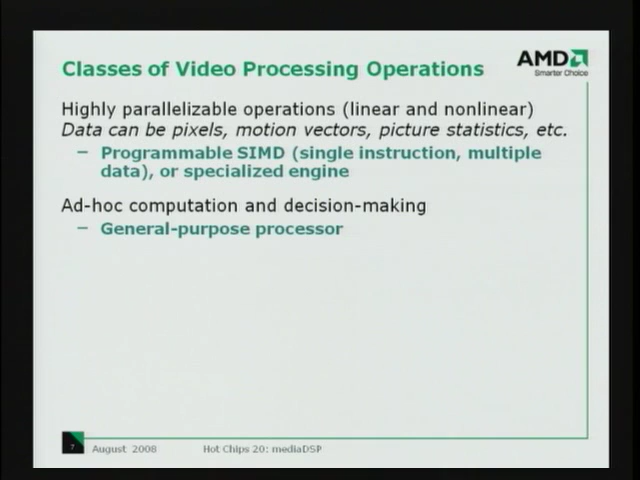 Classes of Video Processing Operations
AMD
Smarter Choice
Highly parallelizable operations (linear and nonlinear)
Data can be pixels, motion vectors, picture statistics, etc.
– Programmable SIMD (single instruction, multiple
data), or specialized engine
Ad-hoc computation and decision-making
– General-purpose processor
7
August 2008
Hot Chips 20: mediaDSP